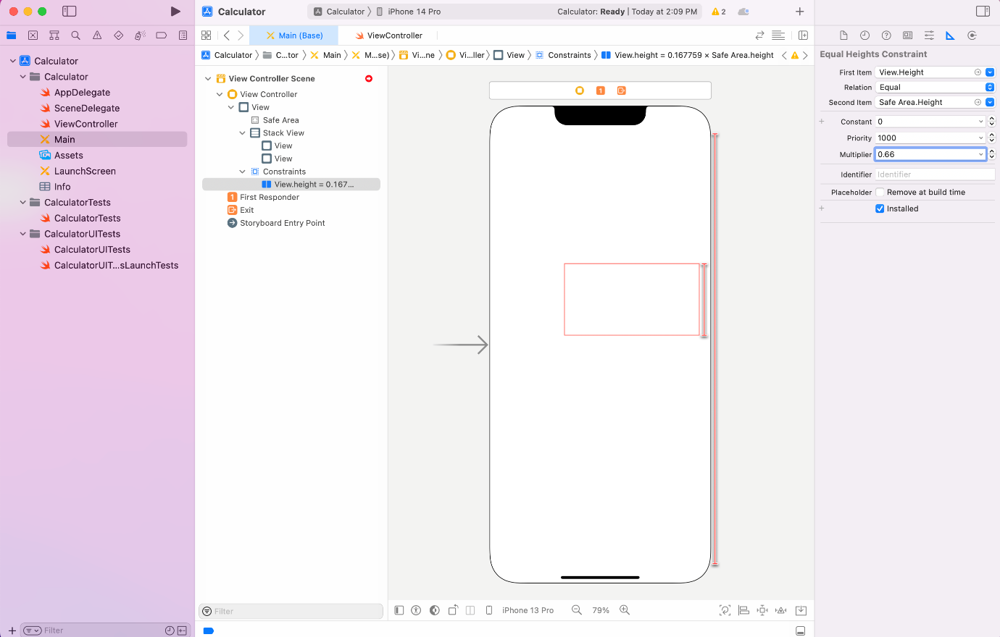 Calculator
Calculator
AppDelegate
SceneDelegate
ViewController
Main
Assets
LaunchScreen
Info
CalculatorTests
CalculatorTests
CalculatorUITests
CalculatorUITests
CalculatorUIT...sLaunchTests
Filter
Calculator
Calculator 〉 iPhone 14 Pro
Calculator: Ready | Today at 2:09 PM
2
Main (Base)
ViewController
Calculator 〉 C...tor 〉 Main 〉 M...se) 〉 Vi...ne 〉 Vi...ller 〉 View 〉 Constraints 〉 View.height = 0.167759 × Safe Area.height
View Controller Scene
View Controller
View
Safe Area
Stack View
View
View
Constraints
View.height = 0.167...
1 First Responder
Exit
Storyboard Entry Point
Filter
1
iPhone 13 Pro
79%
Equal Heights Constraint
First Item View.Height
Relation Equal
Second Item Safe Area.Height
Constant 0
Priority 1000
Multiplier 0.66
Identifier Identifier
Placeholder Remove at build time
Installed